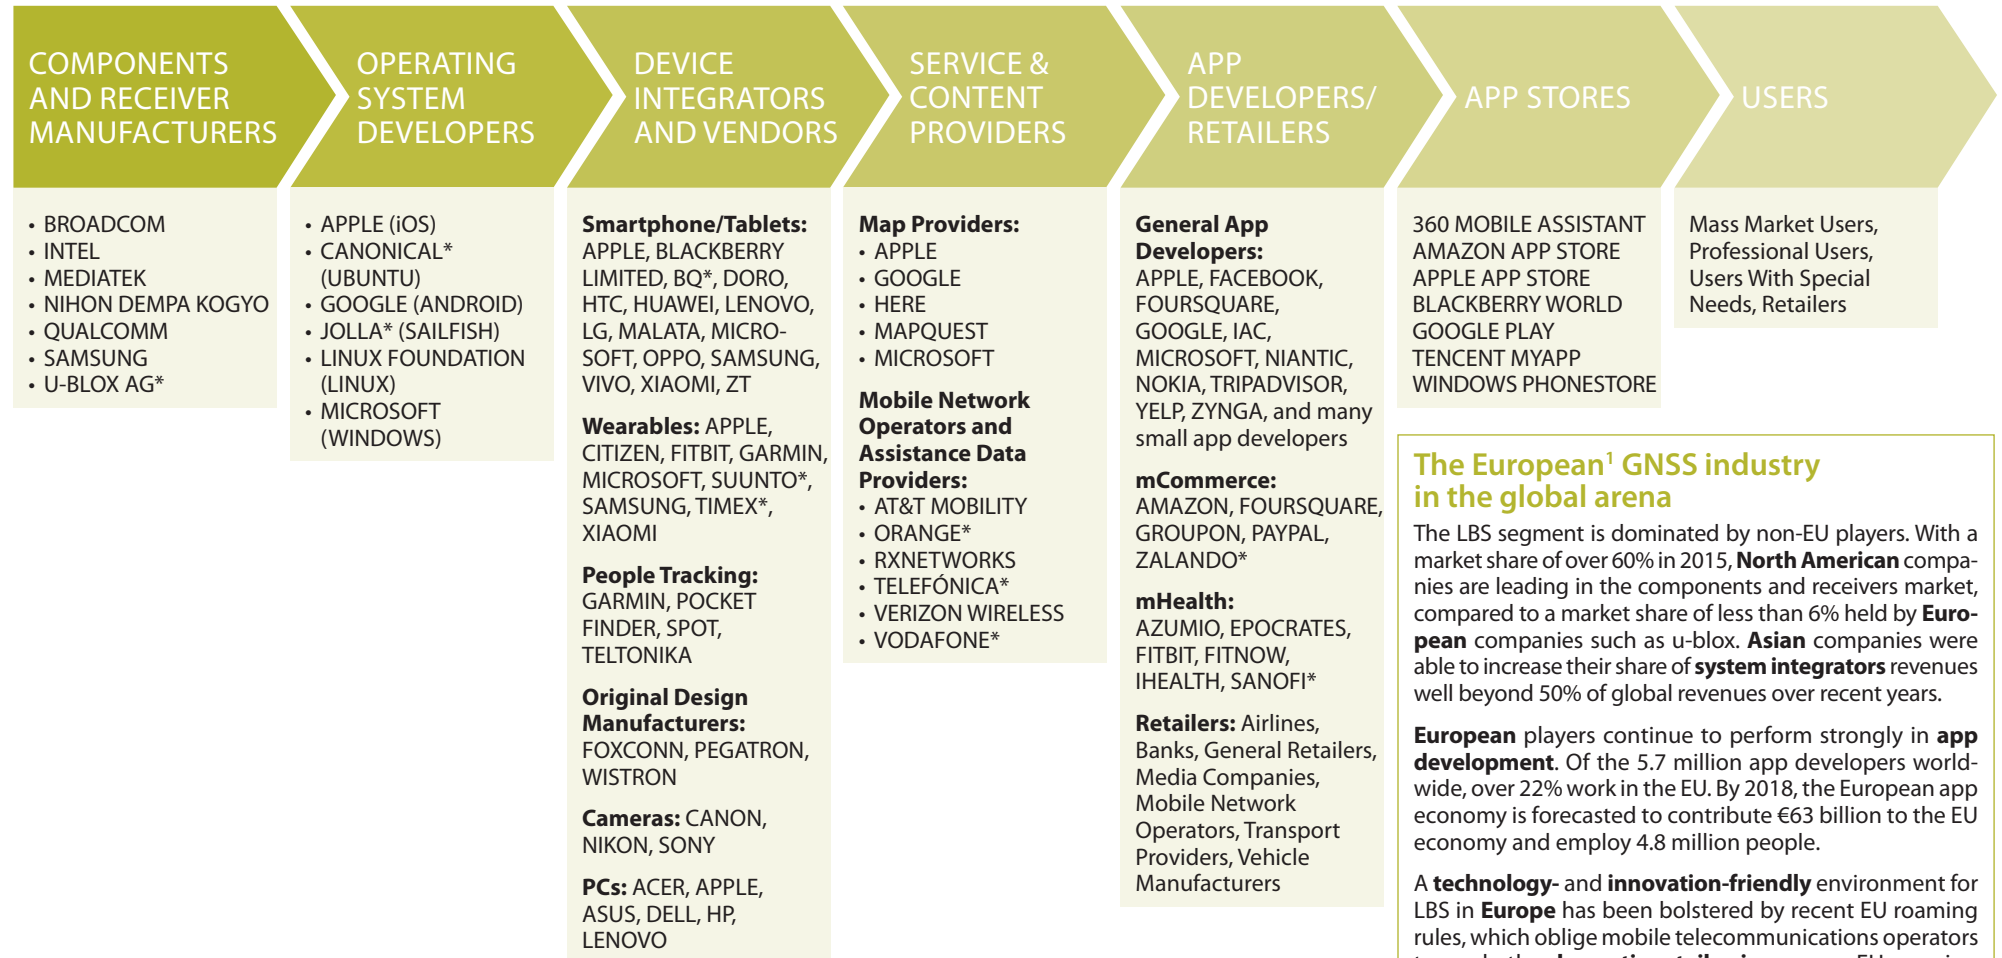 COMPONENTS
AND RECEIVER
MANUFACTURERS
• BROADCOM
• INTEL
• MEDIATEK
• NIHON DEMPA KOGYO
• QUALCOMM
• SAMSUNG
• U-BLOX AG*
OPERATING
SYSTEM
DEVELOPERS
• APPLE (iOS)
• CANONICAL*
(UBUNTU)
• GOOGLE (ANDROID)
• JOLLA* (SAILFISH)
• LINUX FOUNDATION
(LINUX)
• MICROSOFT
(WINDOWS)
DEVICE
INTEGRATORS
AND VENDORS
Smartphone/Tablets:
APPLE, BLACKBERRY
LIMITED, BQ*, DORO,
HTC, HUAWEI, LENOVO,
LG, MALATA, MICRO-
SOFT, OPPO, SAMSUNG,
VIVO, XIAOMI, ZT
Wearables: APPLE,
CITIZEN, FITBIT, GARMIN,
MICROSOFT, SUUNTO*,
SAMSUNG, TIMEX*,
XIAOMI
People Tracking:
GARMIN, POCKET
FINDER, SPOT,
TELTONIKA
Original Design
Manufacturers:
FOXCONN, PEGATRON,
WISTRON
Cameras: CANON,
NIKON, SONY
PCs: ACER, APPLE,
ASUS, DELL, HP,
LENOVO
SERVICE &
CONTENT
PROVIDERS
Map Providers:
• APPLE
• GOOGLE
• HERE
• MAPQUEST
• MICROSOFT
Mobile Network
Operators and
Assistance Data
Providers:
• AT&T MOBILITY
• ORANGE*
• RXNETWORKS
• TELEFÓNICA*
• VERIZON WIRELESS
• VODAFONE*
APP
DEVELOPERS/
RETAILERS
General App
Developers:
APPLE, FACEBOOK,
FOURSQUARE,
GOOGLE, IAC,
MICROSOFT, NIANTIC,
NOKIA, TRIPADVISOR,
YELP, ZYNGA, and many
small app developers
mCommerce:
AMAZON, FOURSQUARE,
GROUPON, PAYPAL,
ZALANDO*
mHealth:
AZUMIO, EPOCRATES,
FITBIT, FITNOW,
IHEALTH, SANOFI*
Retailers: Airlines,
Banks, General Retailers,
Media Companies,
Mobile Network
Operators, Transport
Providers, Vehicle
Manufacturers
APP STORES
360 MOBILE ASSISTANT
AMAZON APP STORE
APPLE APP STORE
BLACKBERRY WORLD
GOOGLE PLAY
TENCENT MYAPP
WINDOWS PHONESTORE
USERS
Mass Market Users,
Professional Users,
Users With Special
Needs, Retailers
The European¹ GNSS industry
in the global arena
The LBS segment is dominated by non-EU players. With a
market share of over 60% in 2015, North American compa-
nies are leading in the components and receivers market,
compared to a market share of less than 6% held by Euro-
pean companies such as u-blox. Asian companies were
able to increase their share of system integrators revenues
well beyond 50% of global revenues over recent years.
European players continue to perform strongly in app
development. Of the 5.7 million app developers world-
wide, over 22% work in the EU. By 2018, the European app
economy is forecasted to contribute €63 billion to the EU
economy and employ 4.8 million people.
A technology- and innovation-friendly environment for
LBS in Europe has been bolstered by recent EU roaming
rules, which oblige mobile telecommunications operators